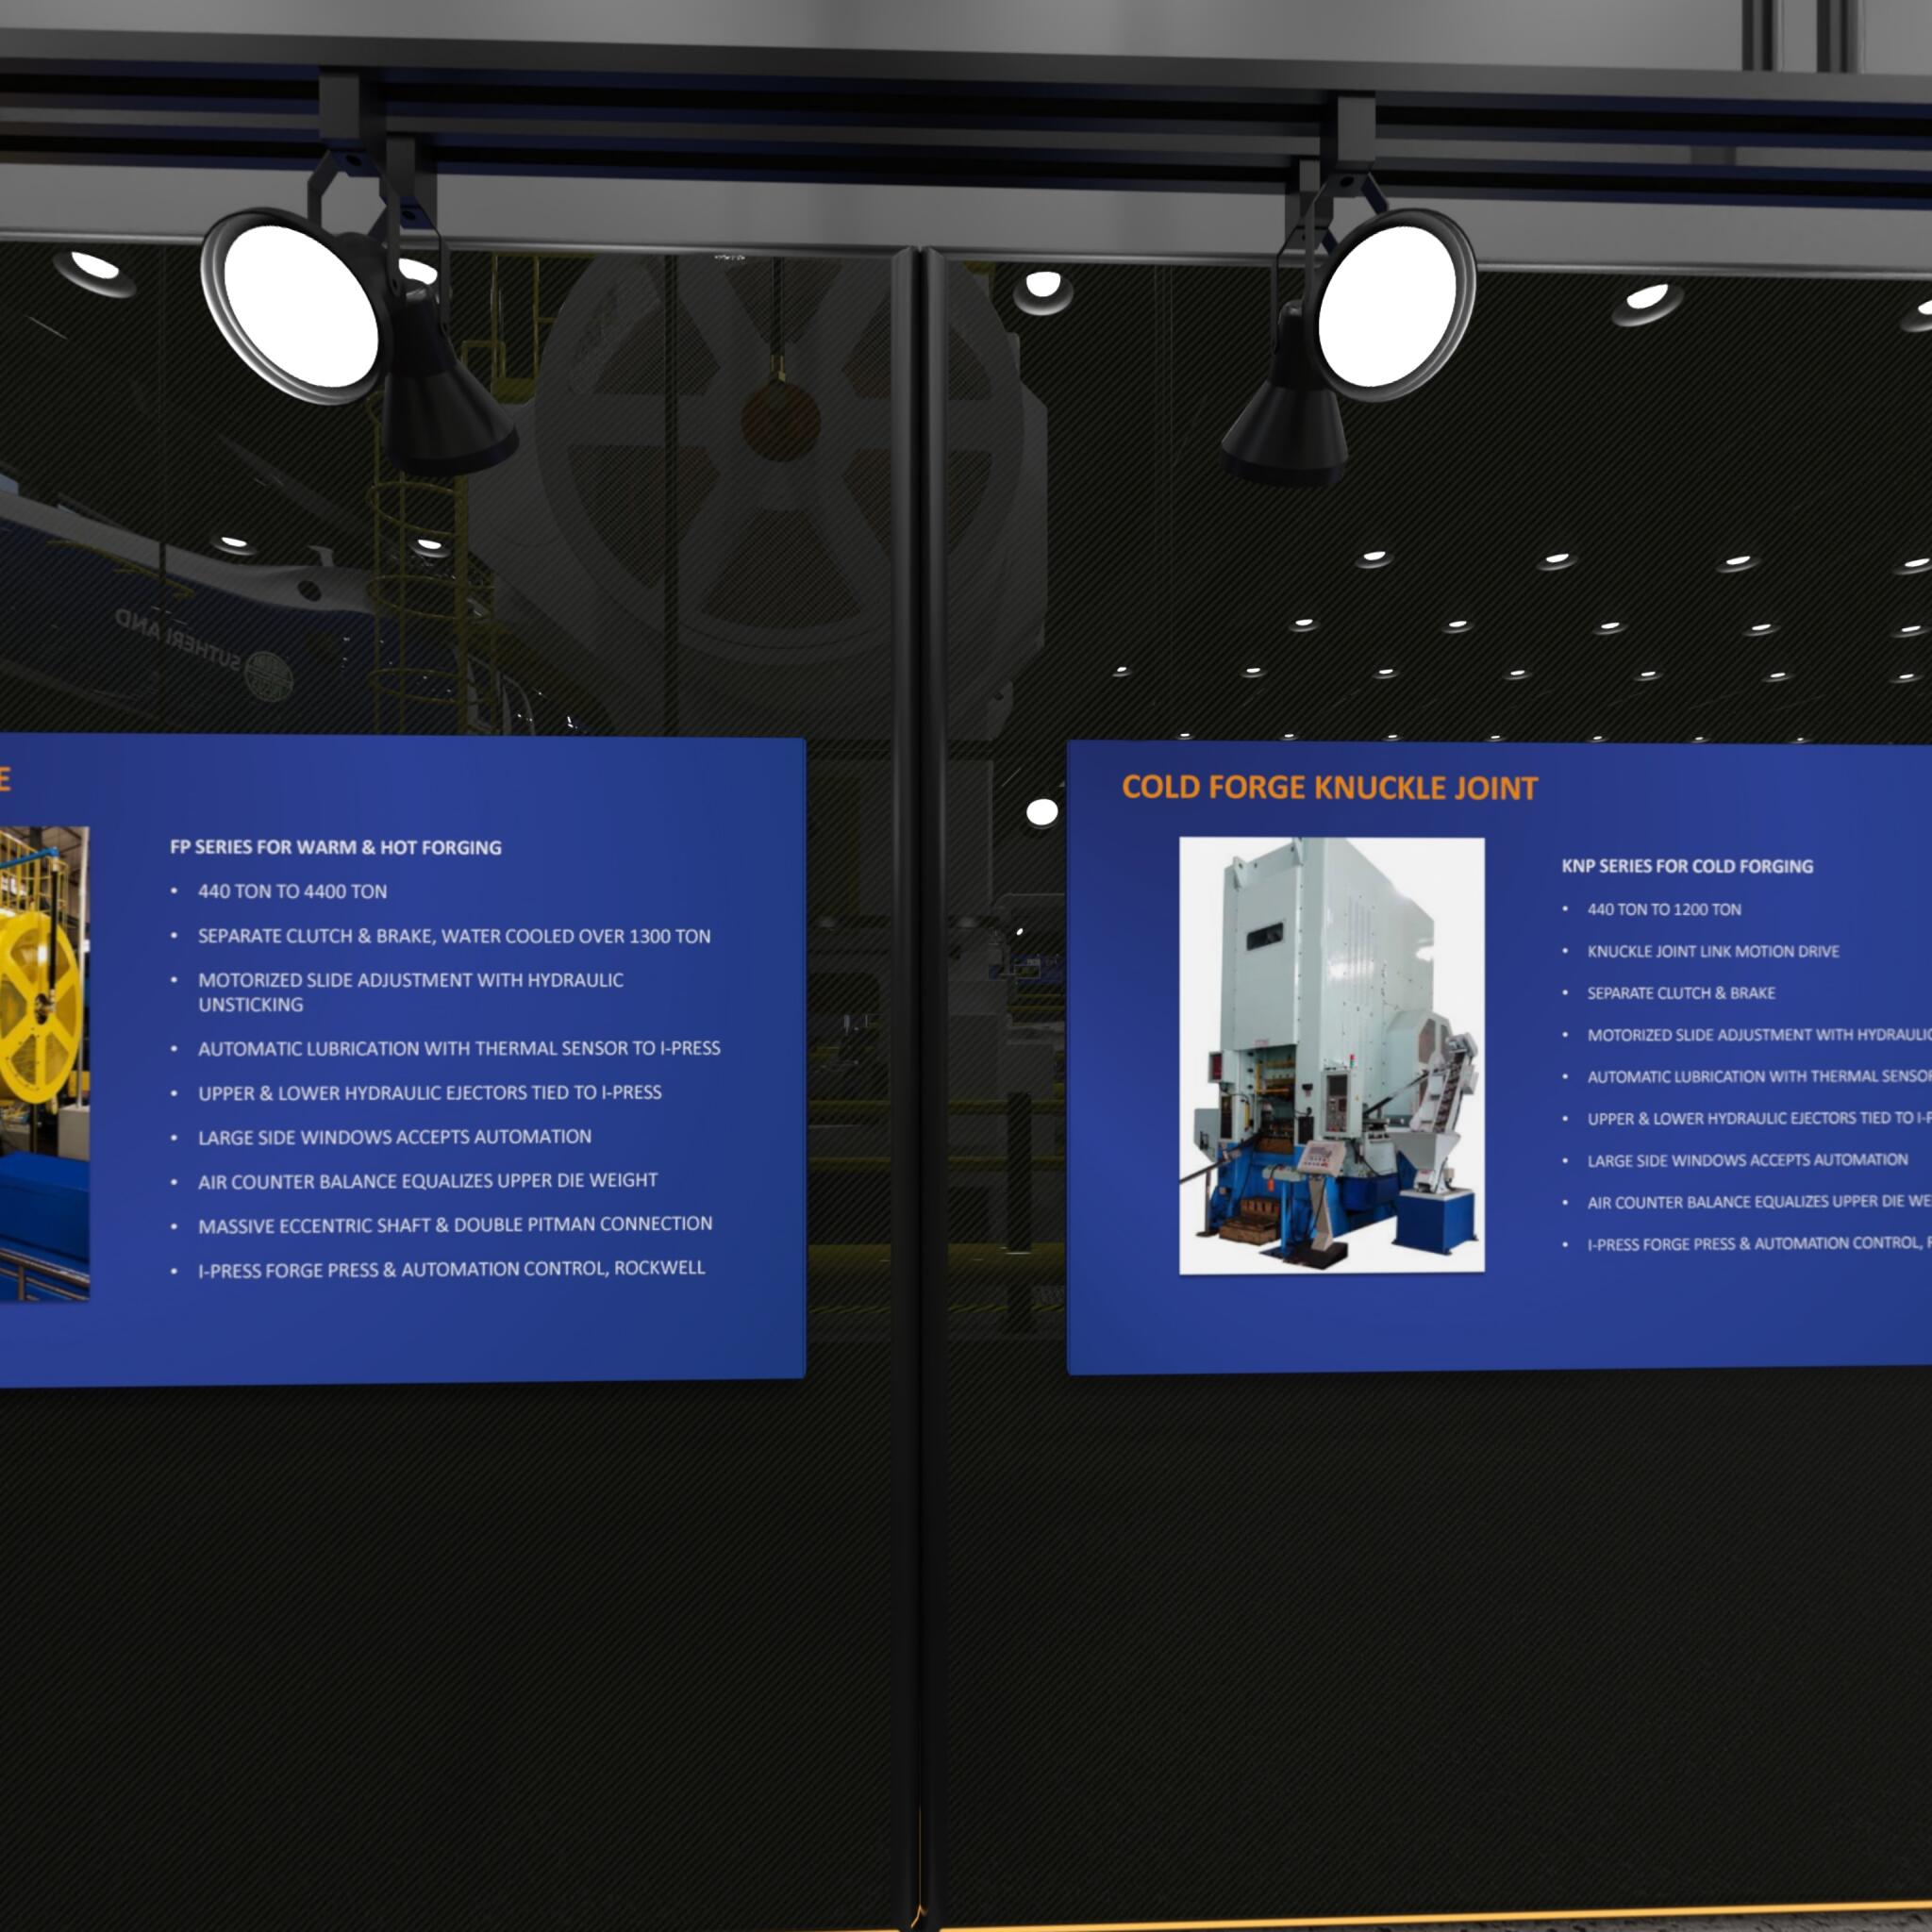 SUTHERLAND
E
FP SERIES FOR WARM & HOT FORGING
• 440 TON TO 4400 TON
• SEPARATE CLUTCH & BRAKE, WATER COOLED OVER 1300 TON
• MOTORIZED SLIDE ADJUSTMENT WITH HYDRAULIC
UNSTICKING
• AUTOMATIC LUBRICATION WITH THERMAL SENSOR TO I-PRESS
• UPPER & LOWER HYDRAULIC EJECTORS TIED TO I-PRESS
• LARGE SIDE WINDOWS ACCEPTS AUTOMATION
• AIR COUNTER BALANCE EQUALIZES UPPER DIE WEIGHT
• MASSIVE ECCENTRIC SHAFT & DOUBLE PITMAN CONNECTION
• I-PRESS FORGE PRESS & AUTOMATION CONTROL, ROCKWELL
COLD FORGE KNUCKLE JOINT
KNP SERIES FOR COLD FORGING
• 440 TON TO 1200 TON
• KNUCKLE JOINT LINK MOTION DRIVE
• SEPARATE CLUTCH & BRAKE
• MOTORIZED SLIDE ADJUSTMENT WITH HYDRAULIC
• AUTOMATIC LUBRICATION WITH THERMAL SENSOR
• UPPER & LOWER HYDRAULIC EJECTORS TIED TO I-P
• LARGE SIDE WINDOWS ACCEPTS AUTOMATION
• AIR COUNTER BALANCE EQUALIZES UPPER DIE WE
• I-PRESS FORGE PRESS & AUTOMATION CONTROL,